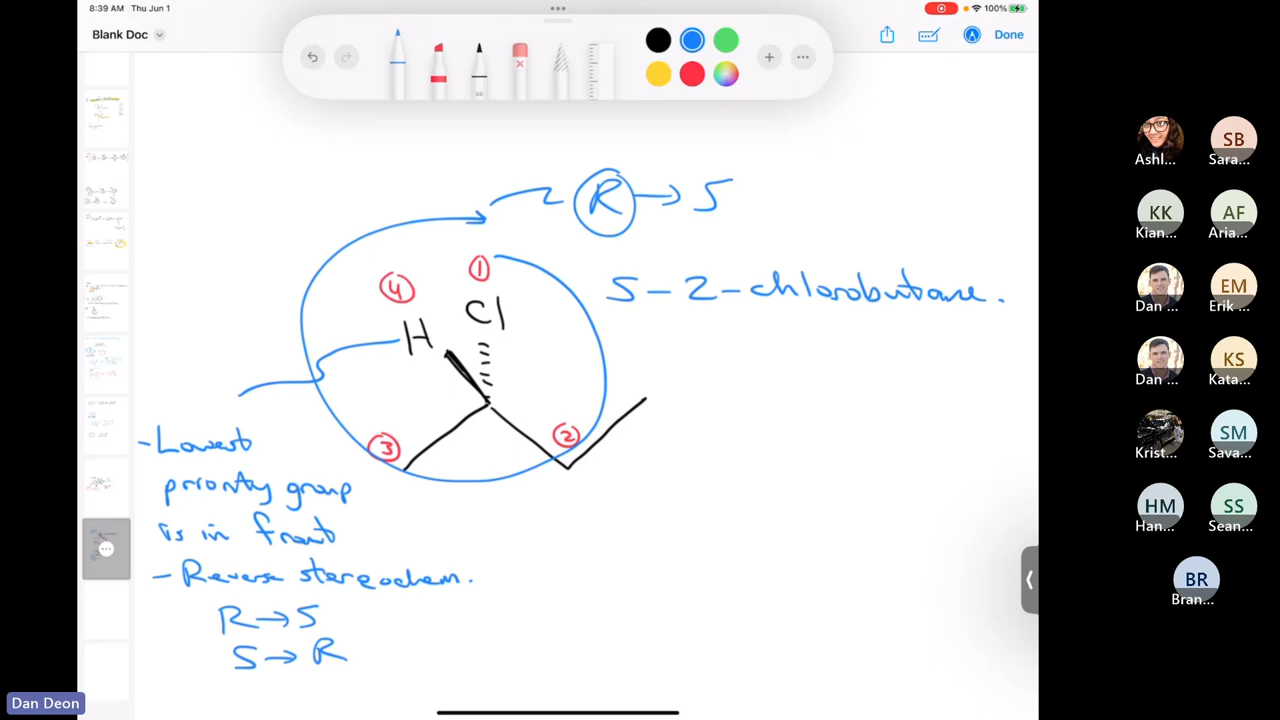 8:39 AM Thu Jun 1
100%
Blank Doc
Done
R → S
S - 2 - chlorobutane.
1
4
Cl
H
2
3
- Lowest
priority group
is in front
- Reverse stereochem.
R → S
S → R
Ashl...
SB
Sara...
KK
Kian...
AF
Aria...
Dan ...
EM
Erik ...
Dan ...
KS
Kata...
Krist...
SM
Sava...
HM
Han...
SS
Sean...
BR
Bran...
Dan Deon